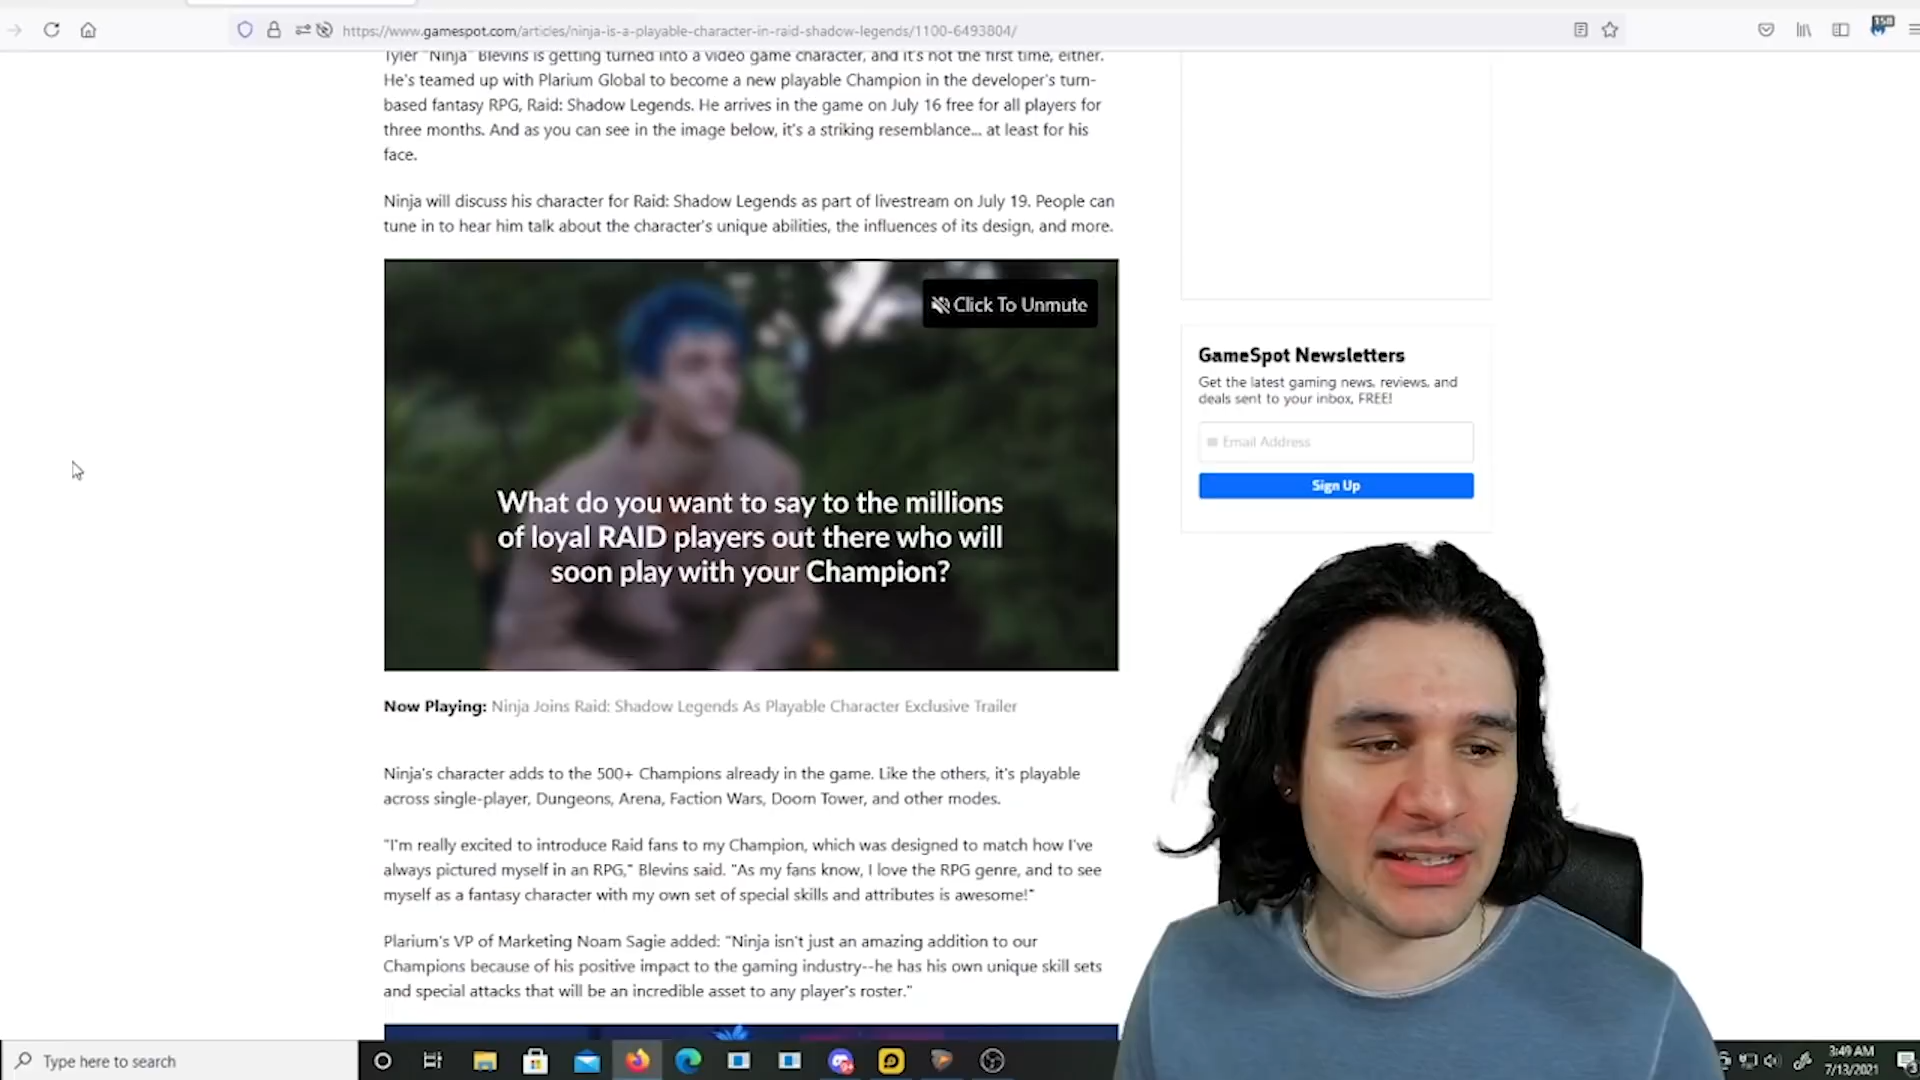 https://www.gamespot.com/articles/ninja-is-a-playable-character-in-raid-shadow-legends/1100-6493804/
158
Tyler "Ninja" Blevins is getting turned into a video game character, and it's not the first time, either.
He's teamed up with Plarium Global to become a new playable Champion in the developer's turn-
based fantasy RPG, Raid: Shadow Legends. He arrives in the game on July 16 free for all players for
three months. And as you can see in the image below, it's a striking resemblance... at least for his
face.
Ninja will discuss his character for Raid: Shadow Legends as part of livestream on July 19. People can
tune in to hear him talk about the character's unique abilities, the influences of its design, and more.
Click To Unmute
What do you want to say to the millions
of loyal RAID players out there who will
soon play with your Champion?
Now Playing: Ninja Joins Raid: Shadow Legends As Playable Character Exclusive Trailer
Ninja's character adds to the 500+ Champions already in the game. Like the others, it's playable
across single-player, Dungeons, Arena, Faction Wars, Doom Tower, and other modes.
"I'm really excited to introduce Raid fans to my Champion, which was designed to match how I've
always pictured myself in an RPG," Blevins said. "As my fans know, I love the RPG genre, and to see
myself as a fantasy character with my own set of special skills and attributes is awesome!"
Plarium's VP of Marketing Noam Sagie added: "Ninja isn't just an amazing addition to our
Champions because of his positive impact to the gaming industry--he has his own unique skill sets
and special attacks that will be an incredible asset to any player's roster."
GameSpot Newsletters
Get the latest gaming news, reviews, and
deals sent to your inbox, FREE!
Email Address
Sign Up
Type here to search
3:49 AM
7/13/2021
3